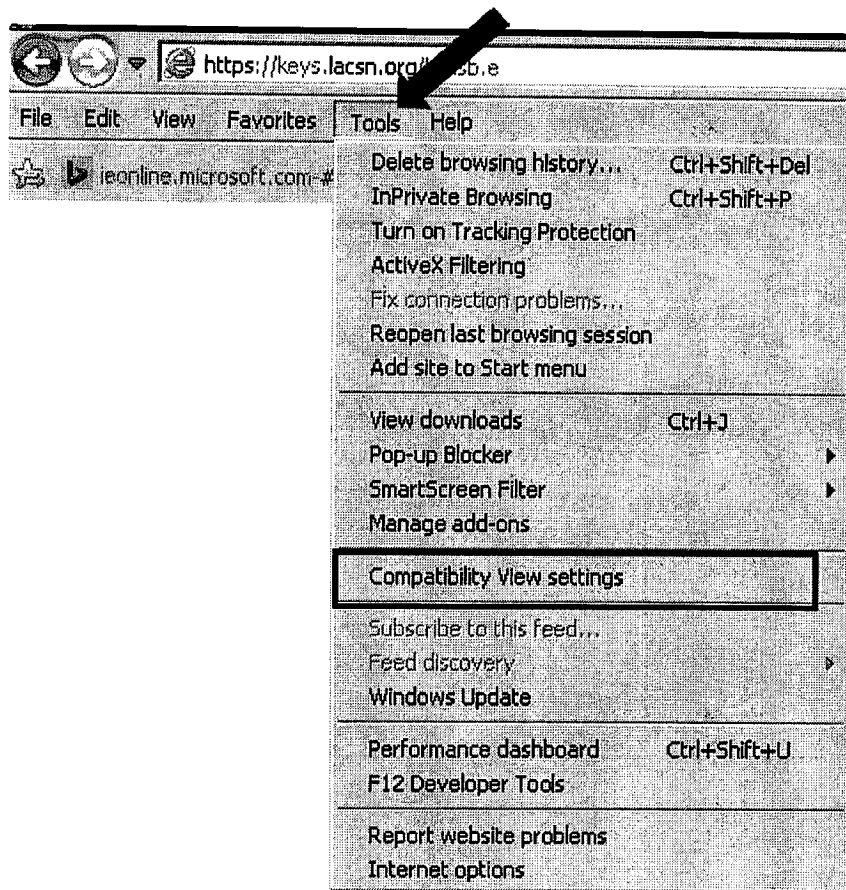 https://keys.lacsn.org
File Edit View Favorites Tools Help
ieonline.microsoft.com-#
Delete browsing history... Ctrl+Shift+Del
InPrivate Browsing Ctrl+Shift+P
Turn on Tracking Protection
ActiveX Filtering
Fix connection problems...
Reopen last browsing session
Add site to Start menu
View downloads Ctrl+J
Pop-up Blocker
SmartScreen Filter
Manage add-ons
Compatibility View settings
Subscribe to this feed...
Feed discovery
Windows Update
Performance dashboard Ctrl+Shift+U
F12 Developer Tools
Report website problems
Internet options